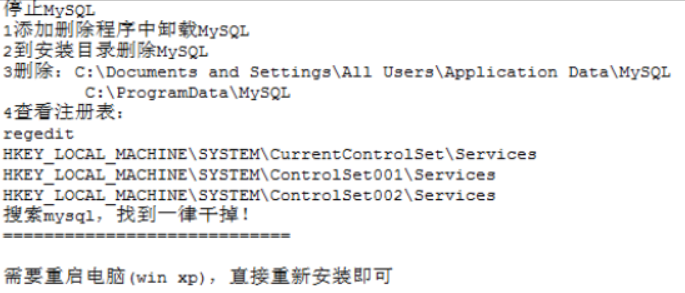 停止MySQL
1添加删除程序中卸载MySQL
2到安装目录删除MySQL
3删除：C:\Documents and Settings\All Users\Application Data\MySQL
C:\ProgramData\MySQL
4查看注册表：
regedit
HKEY_LOCAL_MACHINE\SYSTEM\CurrentControlSet\Services
HKEY_LOCAL_MACHINE\SYSTEM\ControlSet001\Services
HKEY_LOCAL_MACHINE\SYSTEM\ControlSet002\Services
搜索mysql，找到一律干掉！
============================
需要重启电脑(win xp)，直接重新安装即可